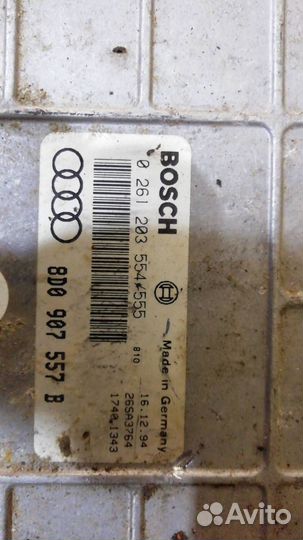 BOSCH
0 261 203 554/555
810
Made in Germany
16.12.94
26SA3764
1740.1343
8D0 907 557 B
Avito